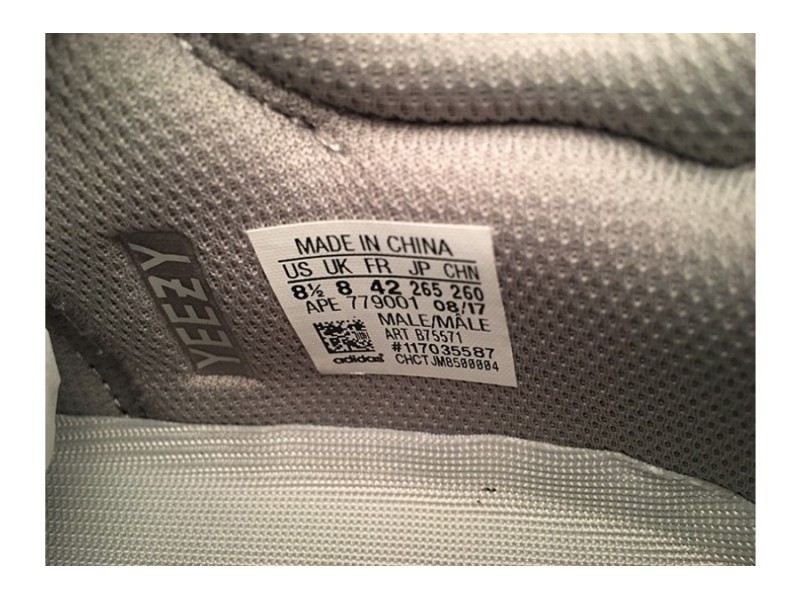 YEEZY
MADE IN CHINA
US UK FR JP CHN
8½ 8 42 265 260
APE 779001 08/17
MALE/MÂLE
ART B75571
#117035587
adidas CHCTJMB500004